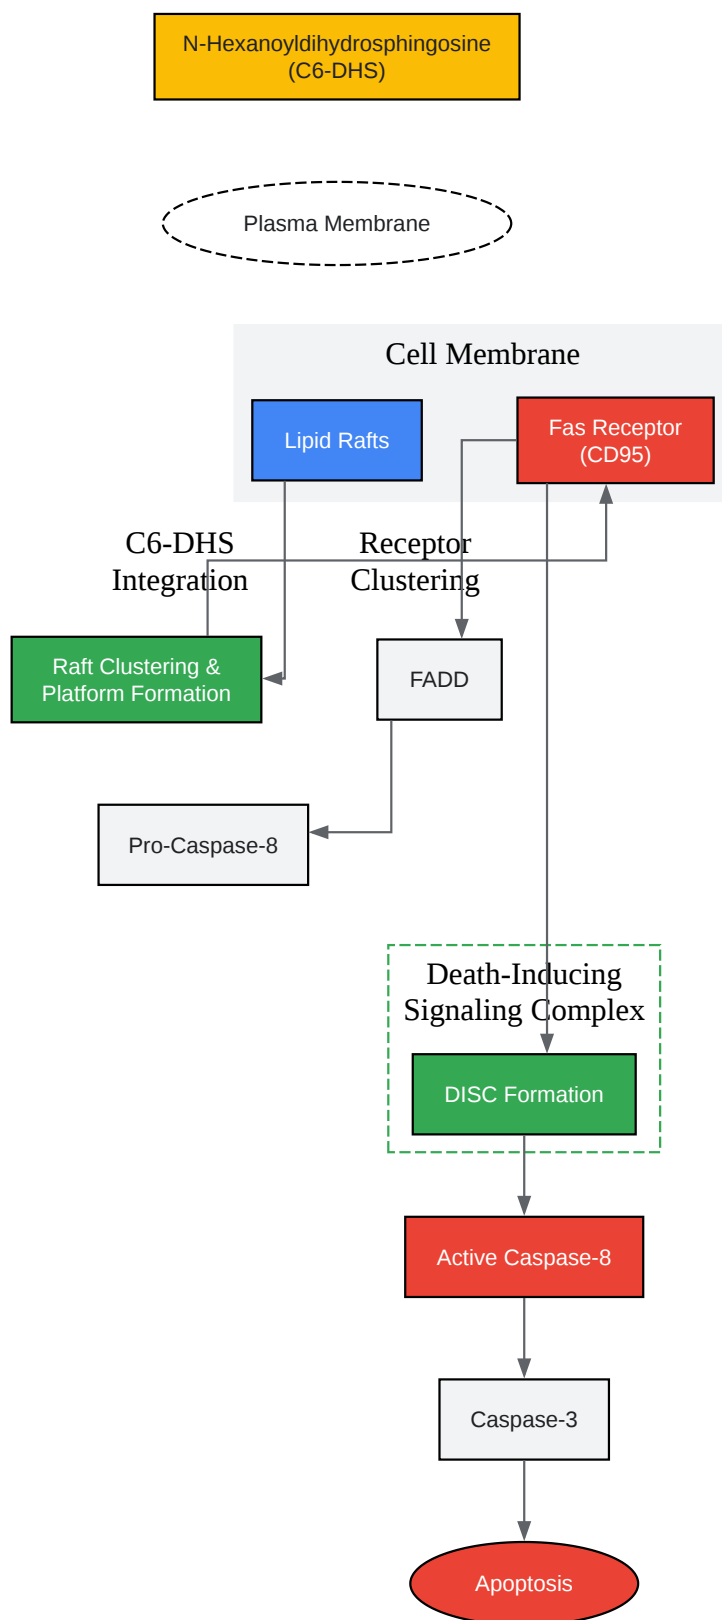 N-Hexanoyldihydrosphingosine
(C6-DHS)
Plasma Membrane
Cell Membrane
Lipid Rafts
Fas Receptor
(CD95)
C6-DHS
Integration
Receptor
Clustering
Raft Clustering &
Platform Formation
FADD
Pro-Caspase-8
Death-Inducing
Signaling Complex
DISC Formation
Active Caspase-8
Caspase-3
Apoptosis